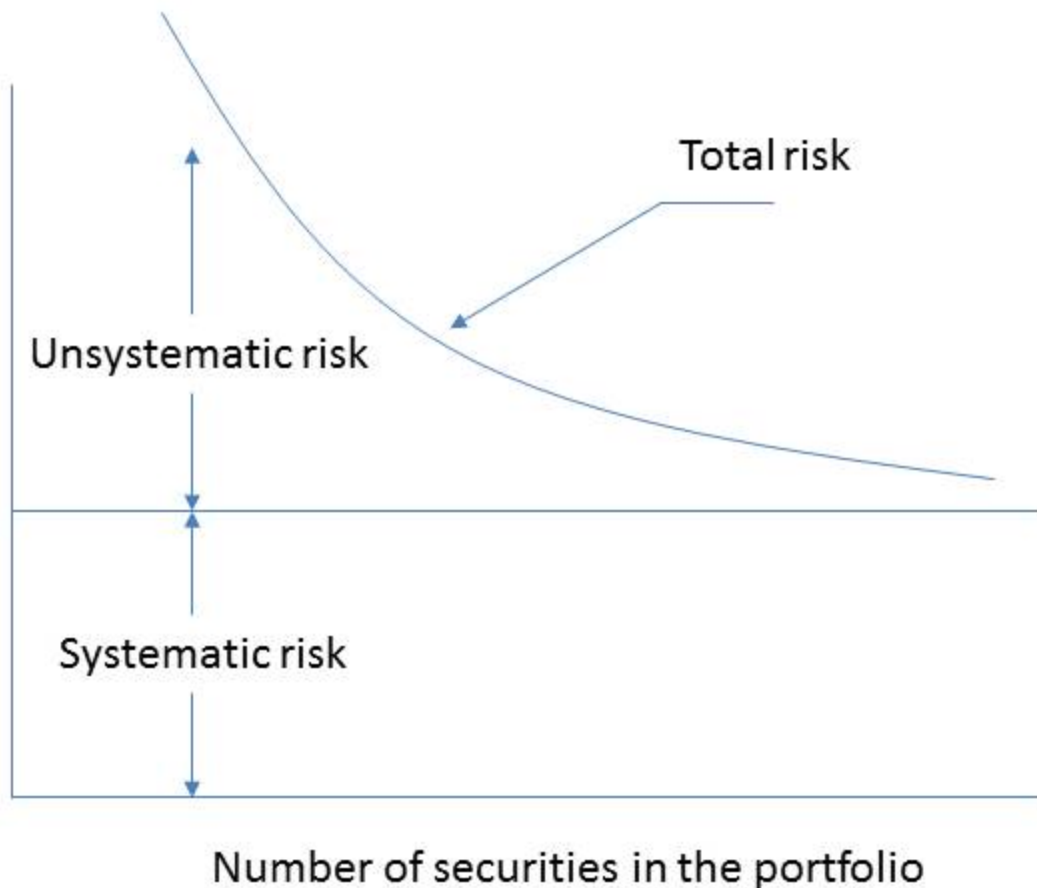 Total risk
Unsystematic risk
Systematic risk
Number of securities in the portfolio